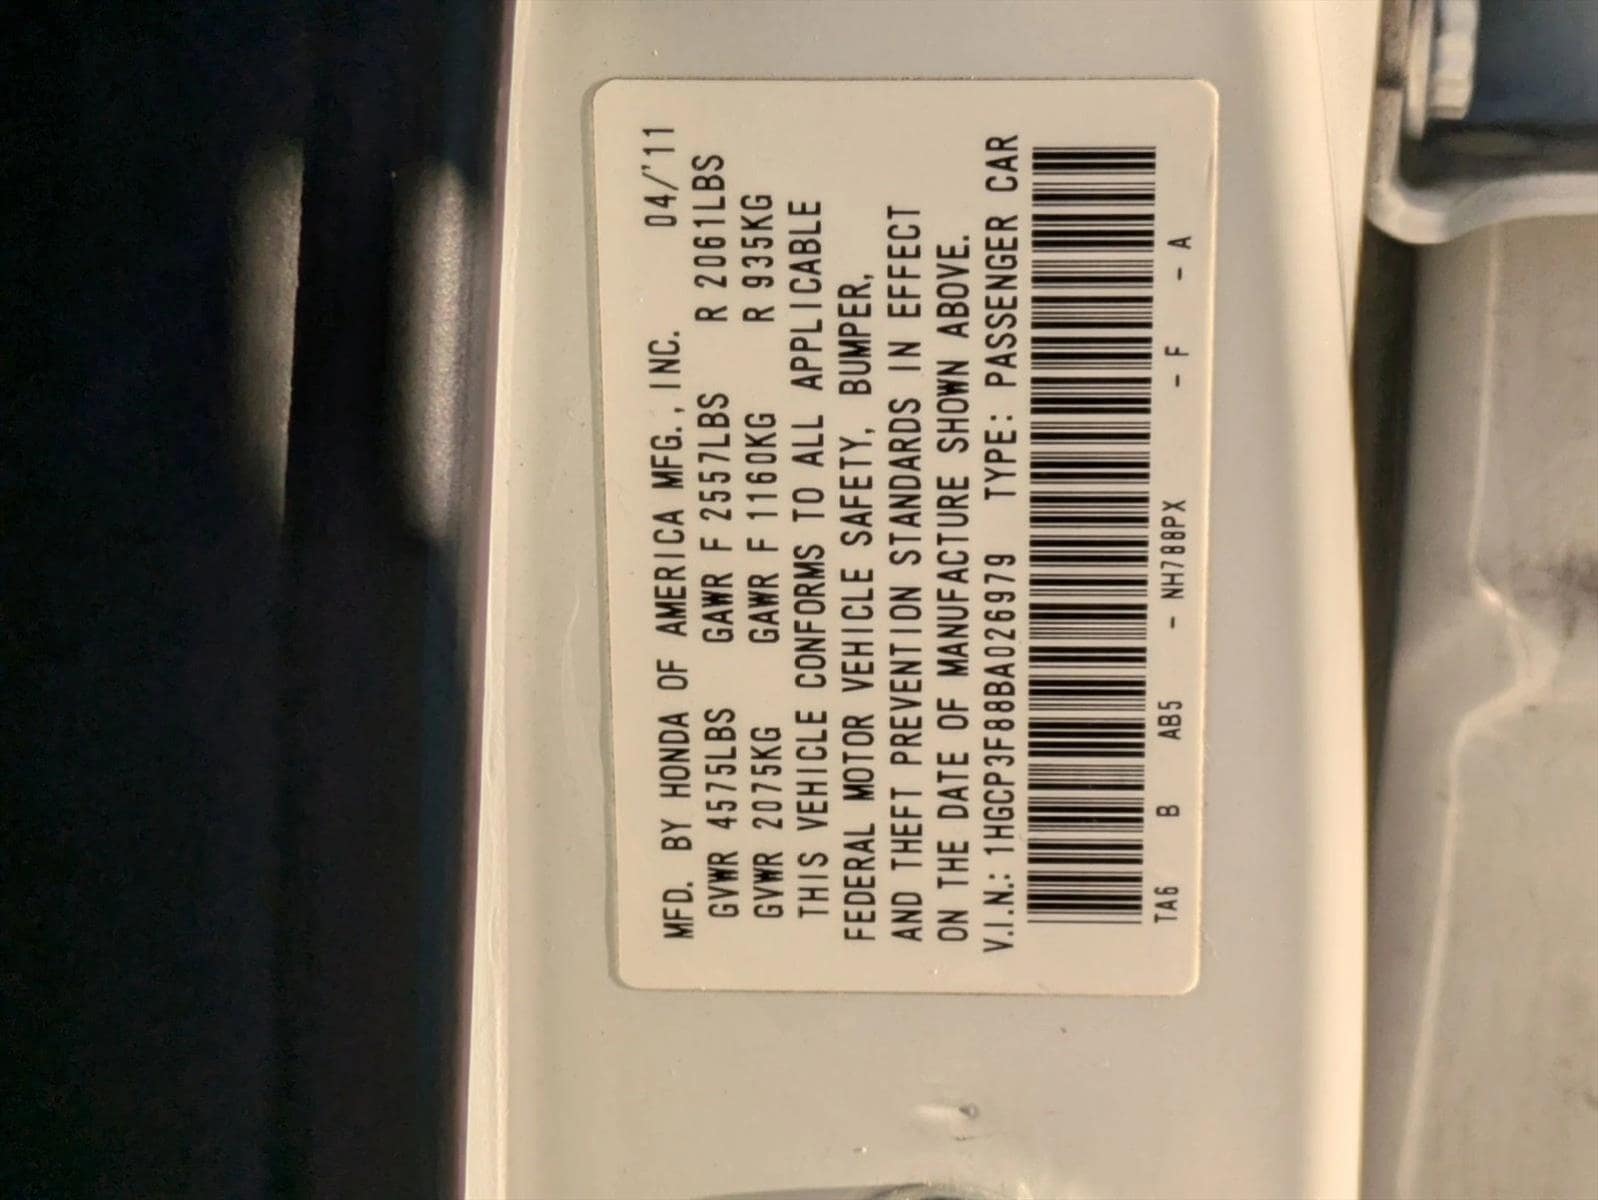 MFD. BY HONDA OF AMERICA MFG., INC. 04/'11
GVWR 4575LBS GAWR F 2557LBS R 2061LBS
GVWR 2075KG GAWR F 1160KG R 935KG
THIS VEHICLE CONFORMS TO ALL APPLICABLE
FEDERAL MOTOR VEHICLE SAFETY, BUMPER,
AND THEFT PREVENTION STANDARDS IN EFFECT
ON THE DATE OF MANUFACTURE SHOWN ABOVE.
V.I.N.: 1HGCP3F88BA026979 TYPE: PASSENGER CAR
TA6 B AB5 - NH788PX - F - A